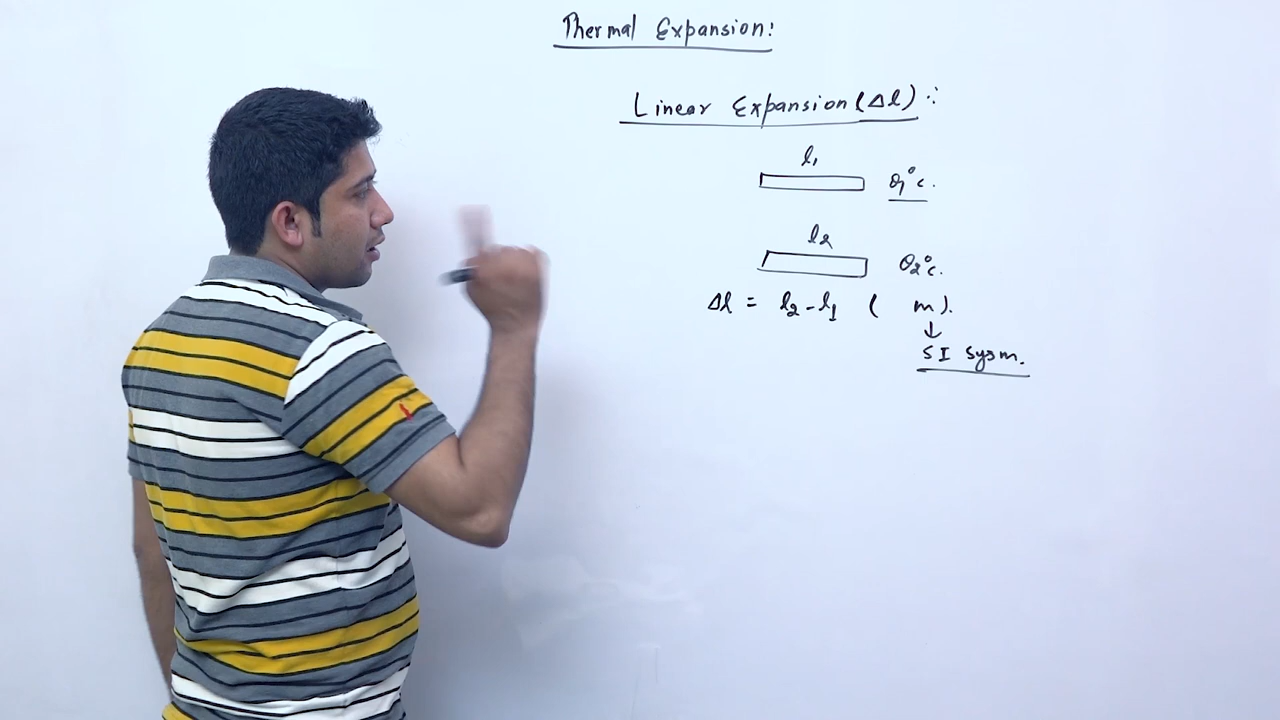 Thermal Expansion:
Linear Expansion (Δl) :
l₁
θ₁°c.
l₂
θ₂°c.
Δl = l₂ - l₁ ( m).
↓
SI sysm.